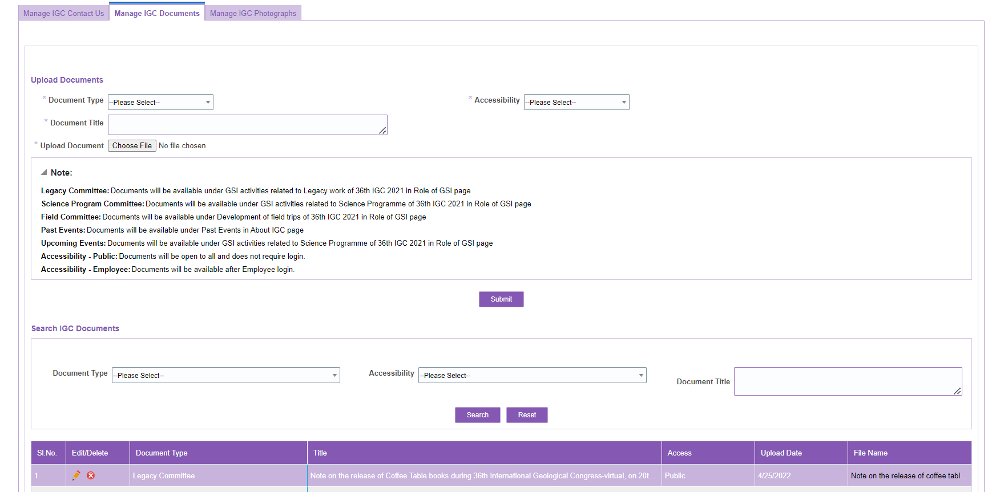 Manage IGC Contact Us Manage IGC Documents Manage IGC Photographs
Upload Documents
* Document Type --Please Select-- * Accessibility --Please Select--
* Document Title
* Upload Document Choose File No file chosen
Note:
Legacy Committee: Documents will be available under GSI activities related to Legacy work of 36th IGC 2021 in Role of GSI page
Science Program Committee: Documents will be available under GSI activities related to Science Programme of 36th IGC 2021 in Role of GSI page
Field Committee: Documents will be available under Development of field trips of 36th IGC 2021 in Role of GSI page
Past Events: Documents will be available under Past Events in About IGC page
Upcoming Events: Documents will be available under GSI activities related to Science Programme of 36th IGC 2021 in Role of GSI page
Accessibility - Public: Documents will be open to all and does not require login.
Accessibility - Employee: Documents will be available after Employee login.
Submit
Search IGC Documents
Document Type --Please Select-- Accessibility --Please Select-- Document Title
Search Reset
Sl.No. Edit/Delete Document Type Title Access Upload Date File Name
1 Legacy Committee Note on the release of Coffee Table books during 36th International Geological Congress-virtual, on 20t... Public 4/25/2022 Note on the release of coffee tabl ...